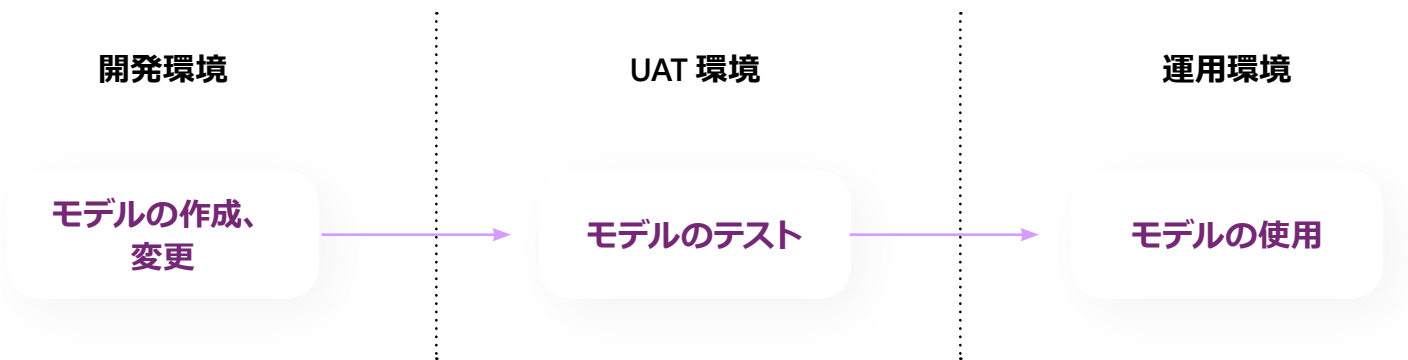 開発環境
UAT 環境
運用環境
モデルの作成、
変更
モデルのテスト
モデルの使用